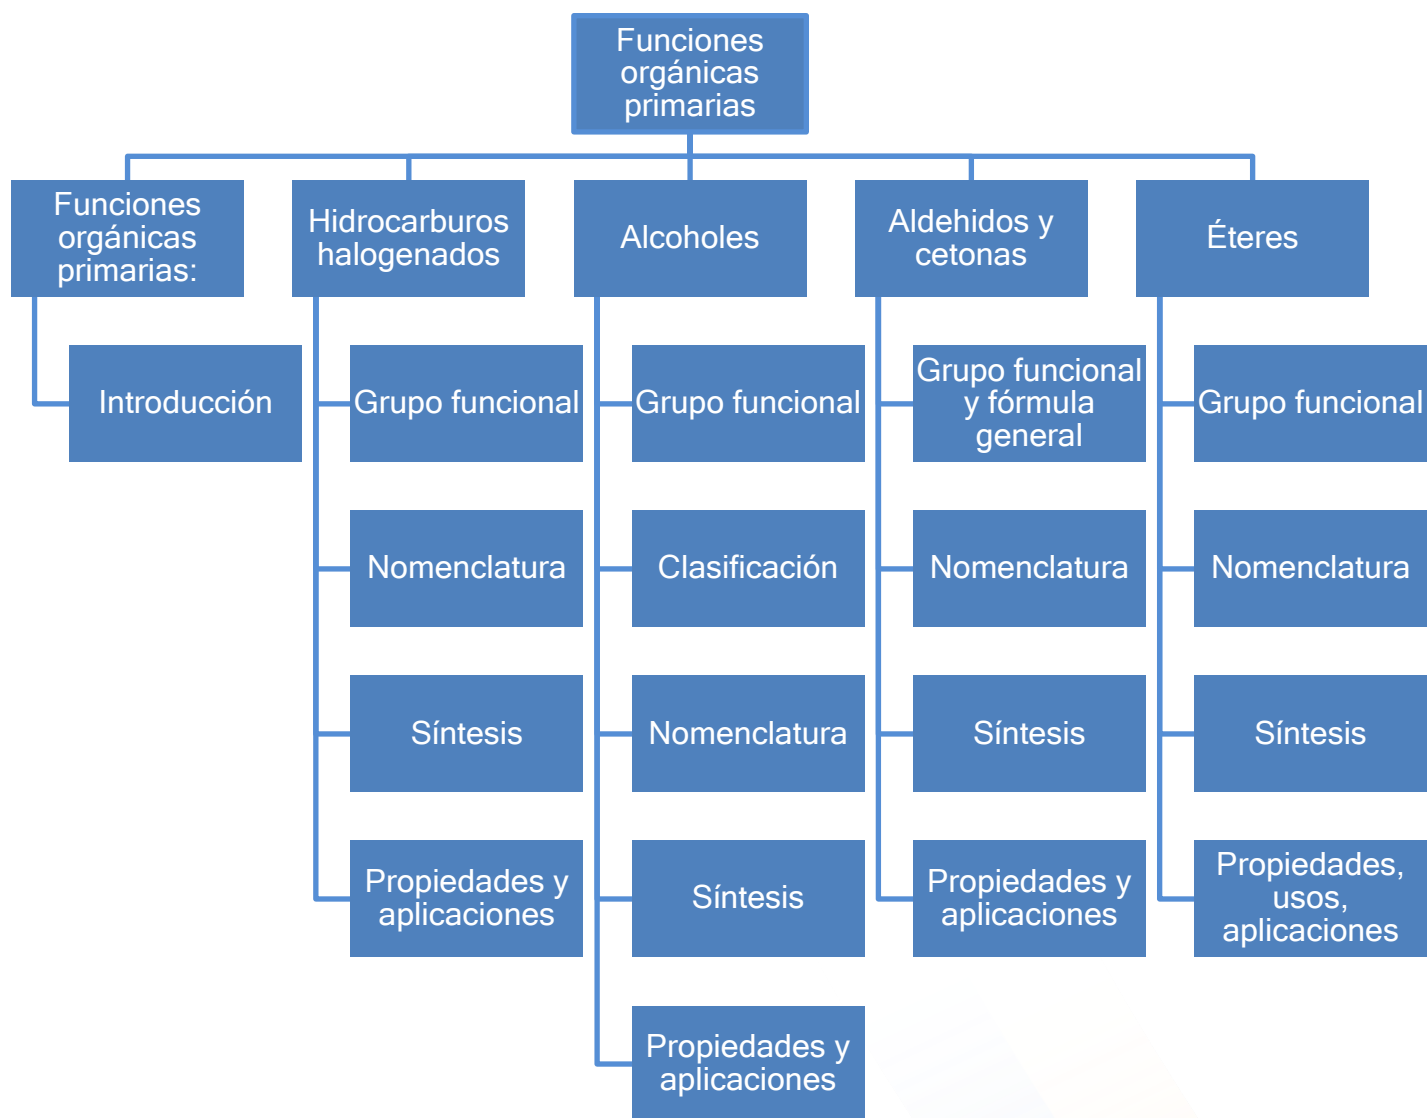 Funciones
orgánicas
primarias
Funciones
orgánicas
primarias:
Introducción
Hidrocarburos
halogenados
Grupo funcional
Nomenclatura
Síntesis
Propiedades y
aplicaciones
Alcoholes
Grupo funcional
Clasificación
Nomenclatura
Síntesis
Propiedades y
aplicaciones
Aldehidos y
cetonas
Grupo funcional
y fórmula
general
Nomenclatura
Síntesis
Propiedades y
aplicaciones
Éteres
Grupo funcional
Nomenclatura
Síntesis
Propiedades,
usos,
aplicaciones